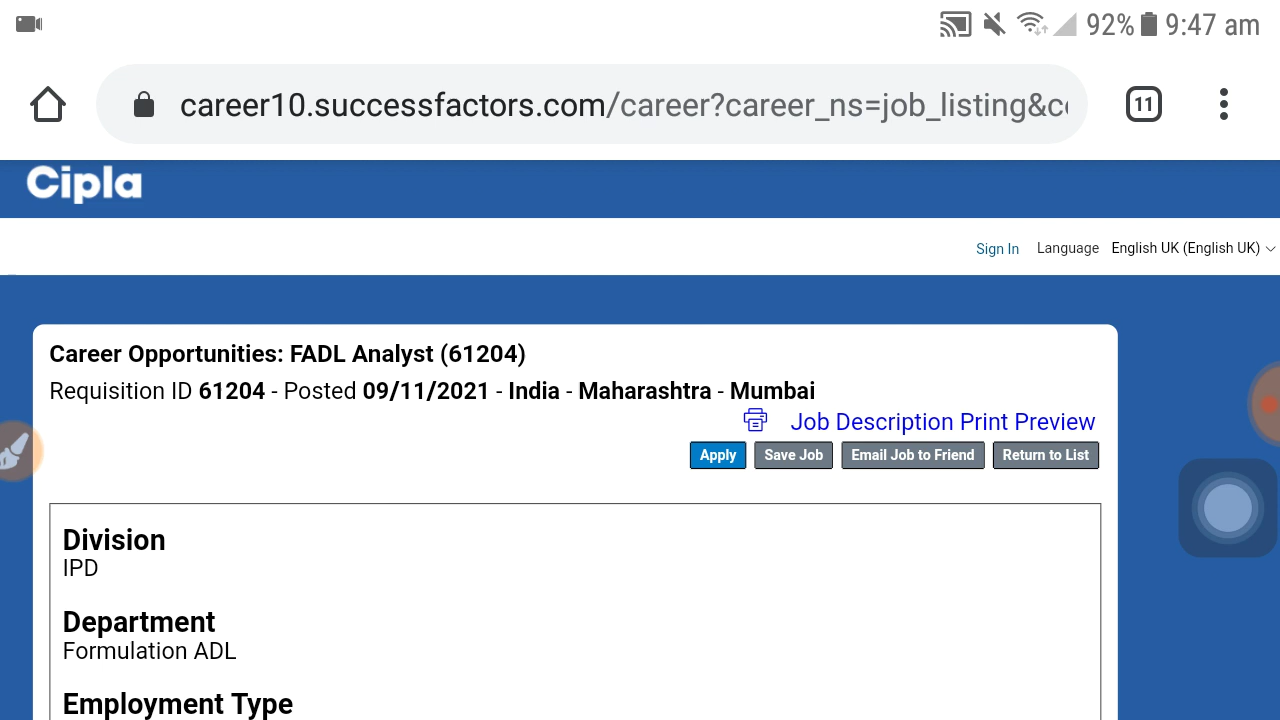 92% 9:47 am
career10.successfactors.com/career?career_ns=job_listing&c
11
Cipla
Sign In Language English UK (English UK)
Career Opportunities: FADL Analyst (61204)
Requisition ID 61204 - Posted 09/11/2021 - India - Maharashtra - Mumbai
Job Description Print Preview
Apply Save Job Email Job to Friend Return to List
Division
IPD
Department
Formulation ADL
Employment Type